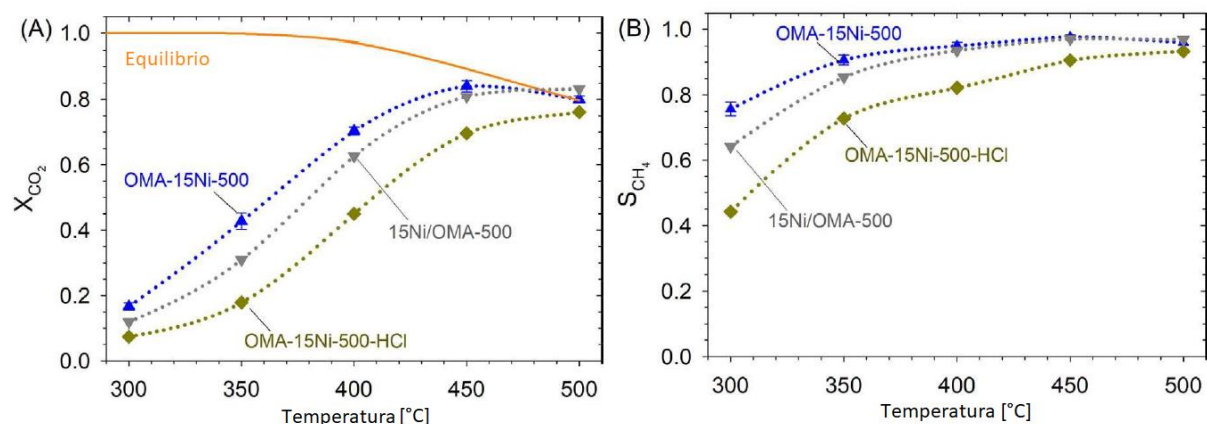 (A)
1.0
0.8
0.6
0.4
0.2
0.0
X_CO₂
Equilibrio
OMA-15Ni-500
15Ni/OMA-500
OMA-15Ni-500-HCl
300 350 400 450 500
Temperatura [°C]
(B)
1.0
0.8
0.6
0.4
0.2
0.0
S_CH₄
OMA-15Ni-500
OMA-15Ni-500-HCl
15Ni/OMA-500
300 350 400 450 500
Temperatura [°C]